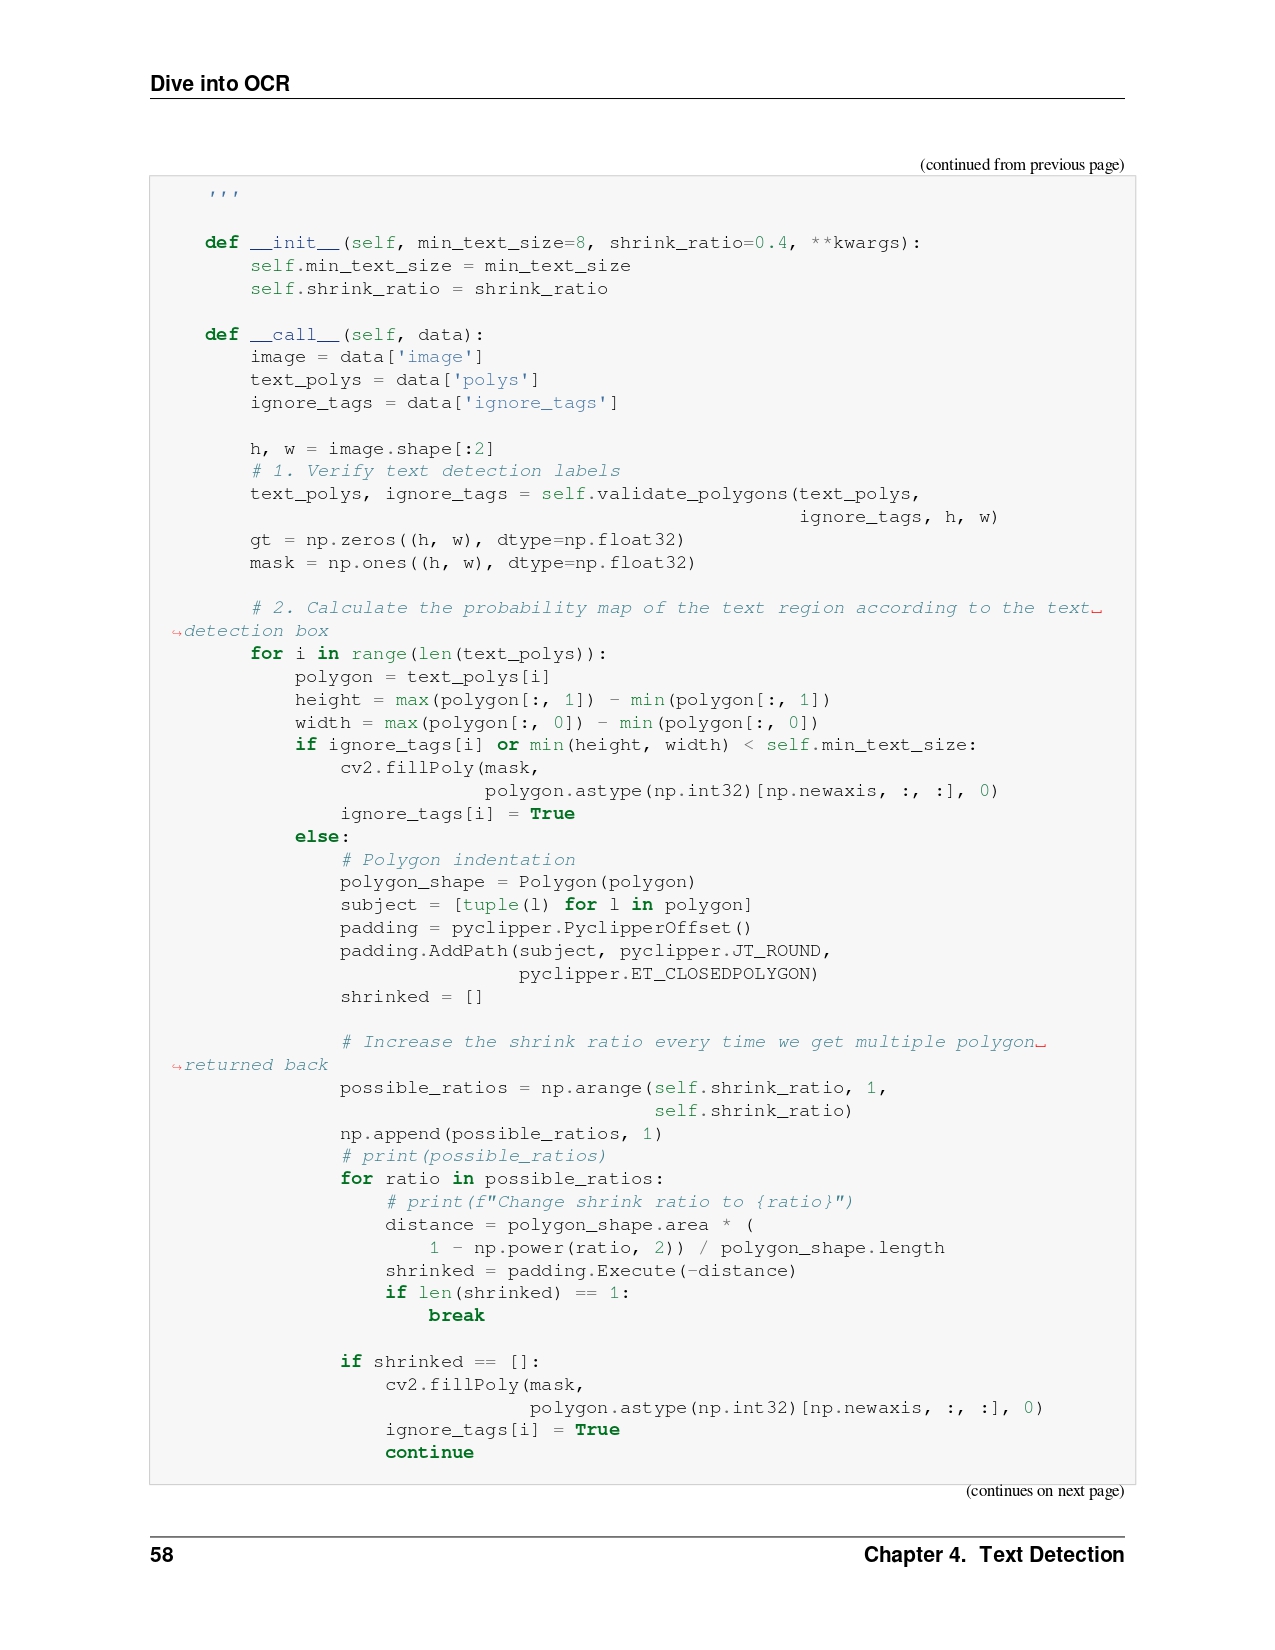 Dive into OCR
(continued from previous page)
'''
def __init__(self, min_text_size=8, shrink_ratio=0.4, **kwargs):
    self.min_text_size = min_text_size
    self.shrink_ratio = shrink_ratio
def __call__(self, data):
    image = data['image']
    text_polys = data['polys']
    ignore_tags = data['ignore_tags']
    h, w = image.shape[:2]
    # 1. Verify text detection labels
    text_polys, ignore_tags = self.validate_polygons(text_polys,
                                                     ignore_tags, h, w)
    gt = np.zeros((h, w), dtype=np.float32)
    mask = np.ones((h, w), dtype=np.float32)
    # 2. Calculate the probability map of the text region according to the text␣
↪detection box
    for i in range(len(text_polys)):
        polygon = text_polys[i]
        height = max(polygon[:, 1]) - min(polygon[:, 1])
        width = max(polygon[:, 0]) - min(polygon[:, 0])
        if ignore_tags[i] or min(height, width) < self.min_text_size:
            cv2.fillPoly(mask,
                         polygon.astype(np.int32)[np.newaxis, :, :], 0)
            ignore_tags[i] = True
        else:
            # Polygon indentation
            polygon_shape = Polygon(polygon)
            subject = [tuple(l) for l in polygon]
            padding = pyclipper.PyclipperOffset()
            padding.AddPath(subject, pyclipper.JT_ROUND,
                            pyclipper.ET_CLOSEDPOLYGON)
            shrinked = []
            # Increase the shrink ratio every time we get multiple polygon␣
↪returned back
            possible_ratios = np.arange(self.shrink_ratio, 1,
                                        self.shrink_ratio)
            np.append(possible_ratios, 1)
            # print(possible_ratios)
            for ratio in possible_ratios:
                # print(f"Change shrink ratio to {ratio}")
                distance = polygon_shape.area * (
                    1 - np.power(ratio, 2)) / polygon_shape.length
                shrinked = padding.Execute(-distance)
                if len(shrinked) == 1:
                    break
            if shrinked == []:
                cv2.fillPoly(mask,
                             polygon.astype(np.int32)[np.newaxis, :, :], 0)
                ignore_tags[i] = True
                continue
(continues on next page)
58 Chapter 4. Text Detection